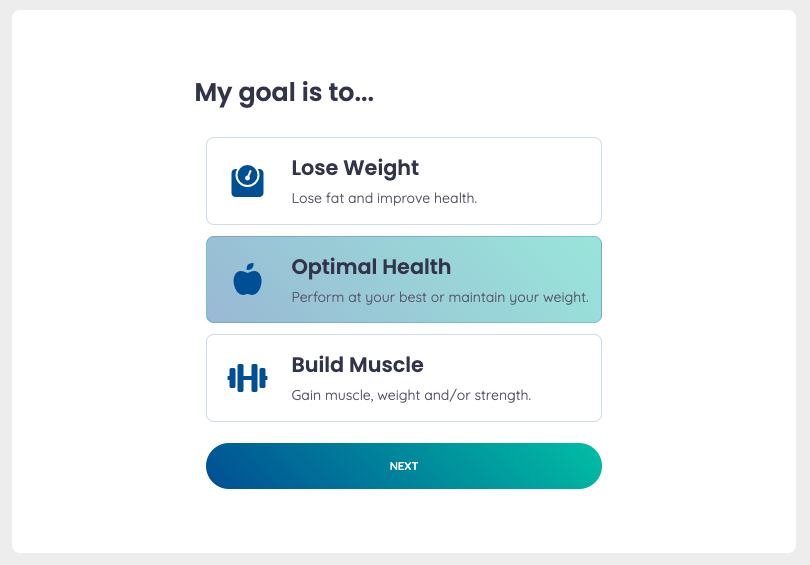 My goal is to...
Lose Weight
Lose fat and improve health.
Optimal Health
Perform at your best or maintain your weight.
Build Muscle
Gain muscle, weight and/or strength.
NEXT